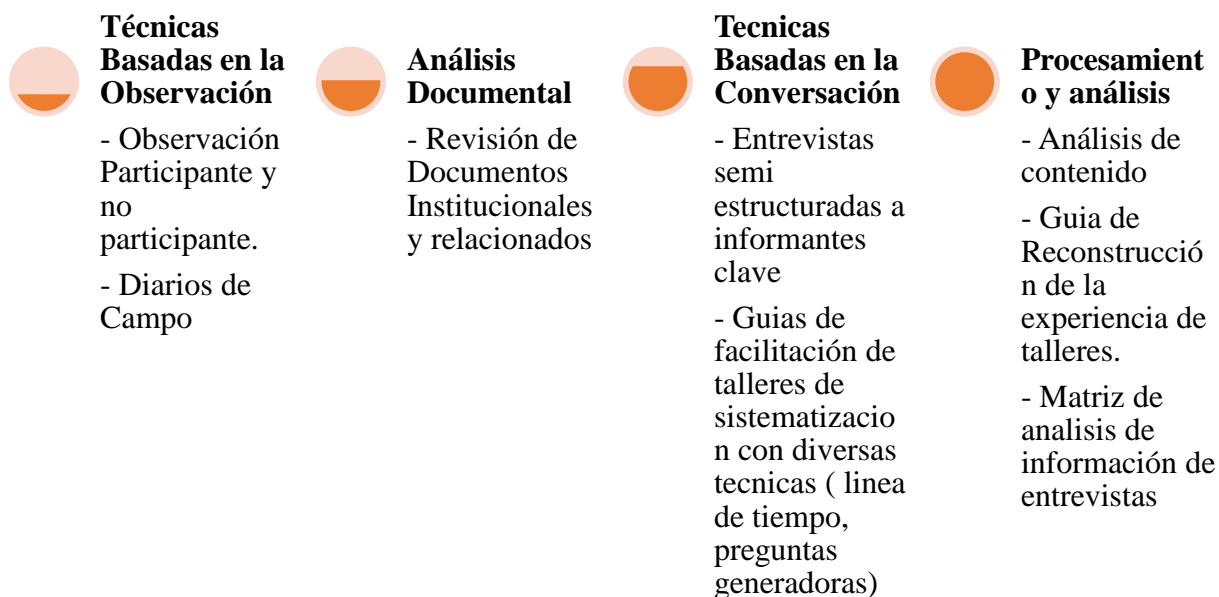 Técnicas
Basadas en la
Observación
- Observación
Participante y
no
participante.
- Diarios de
Campo
Análisis
Documental
- Revisión de
Documentos
Institucionales
y relacionados
Tecnicas
Basadas en la
Conversación
- Entrevistas
semi
estructuradas a
informantes
clave
- Guias de
facilitación de
talleres de
sistematizacio
n con diversas
tecnicas ( linea
de tiempo,
preguntas
generadoras)
Procesamient
o y análisis
- Análisis de
contenido
- Guia de
Reconstrucció
n de la
experiencia de
talleres.
- Matriz de
analisis de
información de
entrevistas